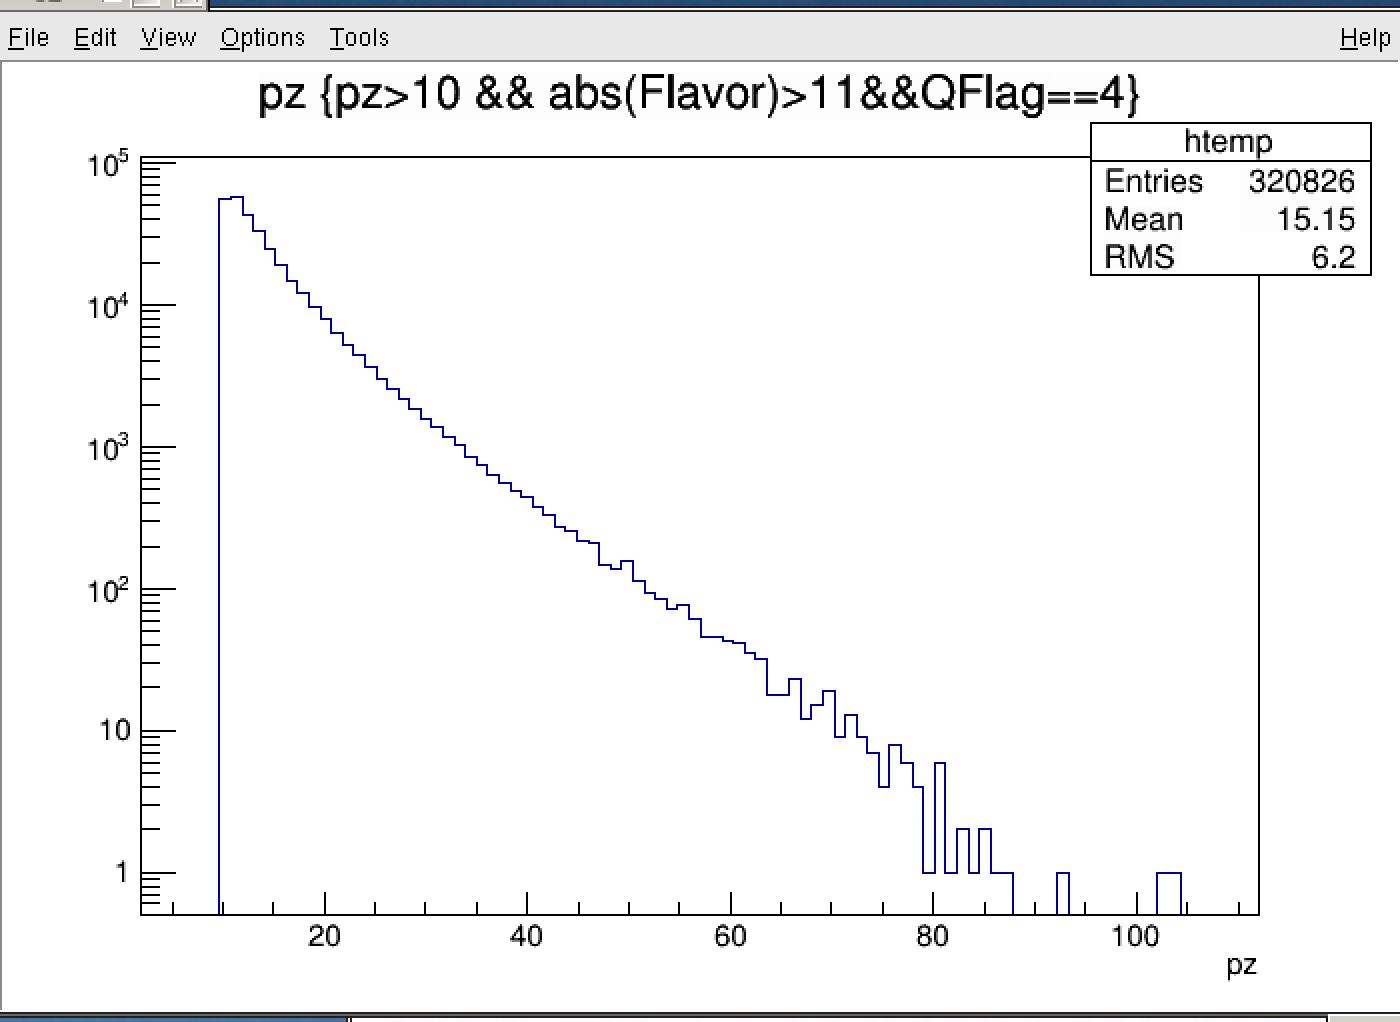 File Edit View Options Tools Help
pz {pz>10 && abs(Flavor)>11&&QFlag==4}
htemp
Entries 320826
Mean 15.15
RMS 6.2
10^5
10^4
10^3
10^2
10
1
20 40 60 80 100
pz